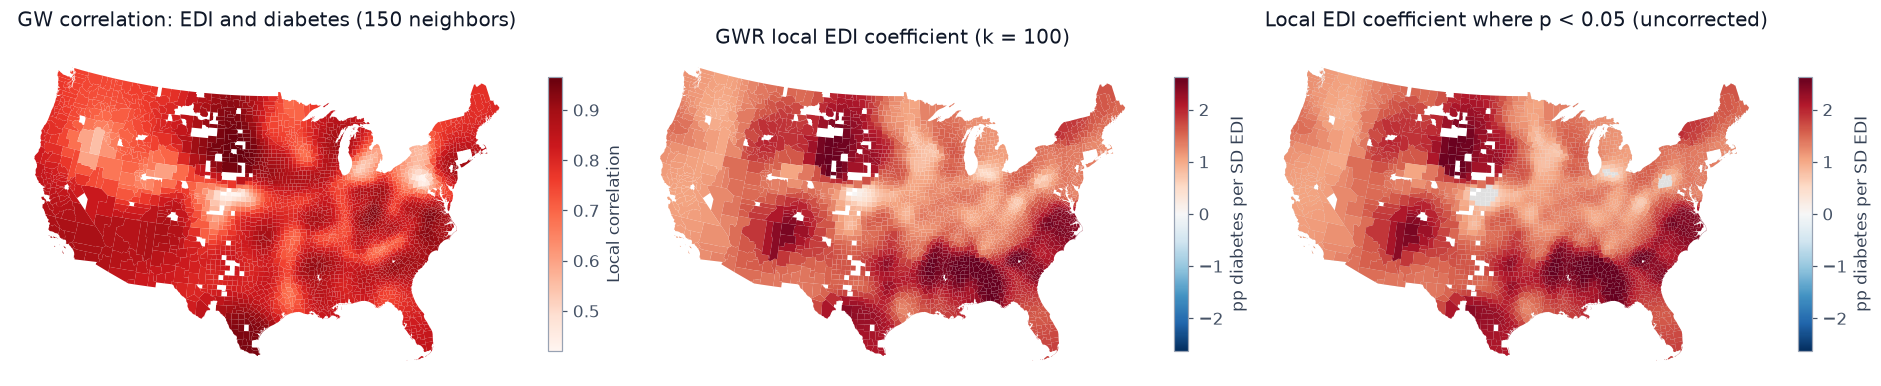 GW correlation: EDI and diabetes (150 neighbors)
0.9
0.8
0.7
0.6
0.5
Local correlation
GWR local EDI coefficient (k = 100)
2
1
0
−1
−2
pp diabetes per SD EDI
Local EDI coefficient where p < 0.05 (uncorrected)
2
1
0
−1
−2
pp diabetes per SD EDI